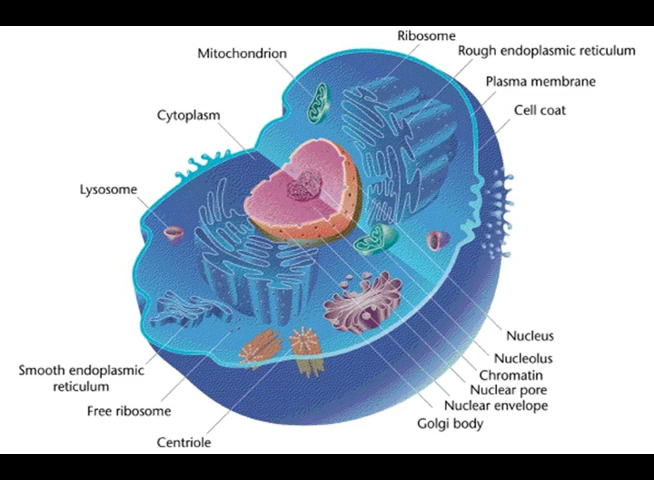 Ribosome
Mitochondrion
Rough endoplasmic reticulum
Plasma membrane
Cell coat
Cytoplasm
Lysosome
Nucleus
Nucleolus
Smooth endoplasmic
reticulum
Chromatin
Nuclear pore
Nuclear envelope
Free ribosome
Golgi body
Centriole